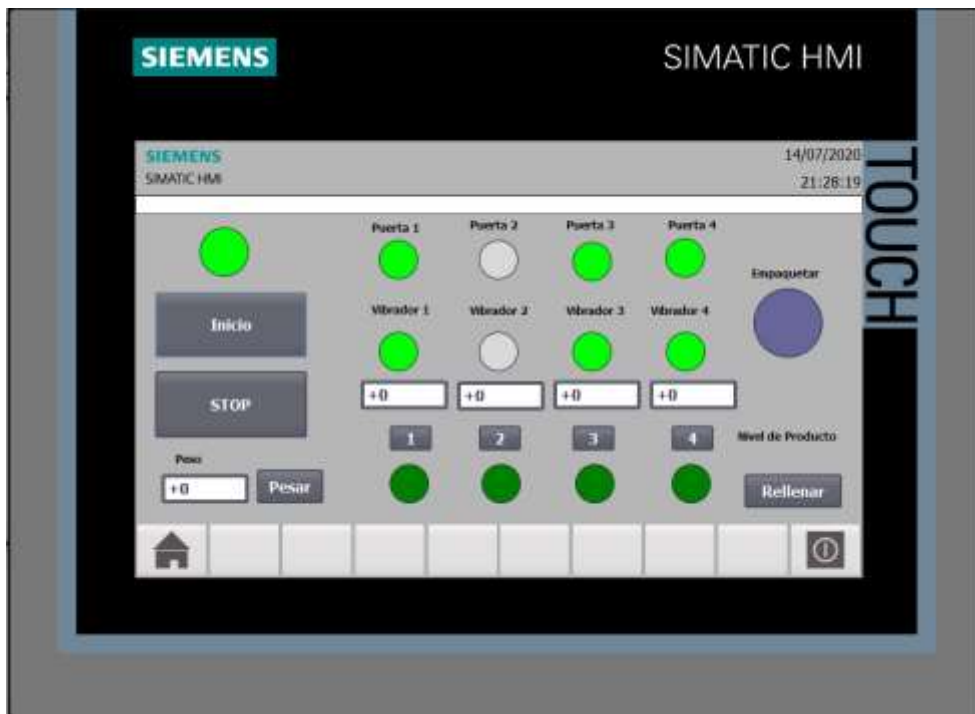 SIEMENS
SIMATIC HMI
TOUCH
SIEMENS
SIMATIC HMI
14/07/2020
21:28:19
Puerta 1
Puerta 2
Puerta 3
Puerta 4
Empaquetar
Inicio
Vibrador 1
Vibrador 2
Vibrador 3
Vibrador 4
STOP
+0
+0
+0
+0
1
2
3
4
Nivel de Producto
Peso
+0
Pesar
Rellenar